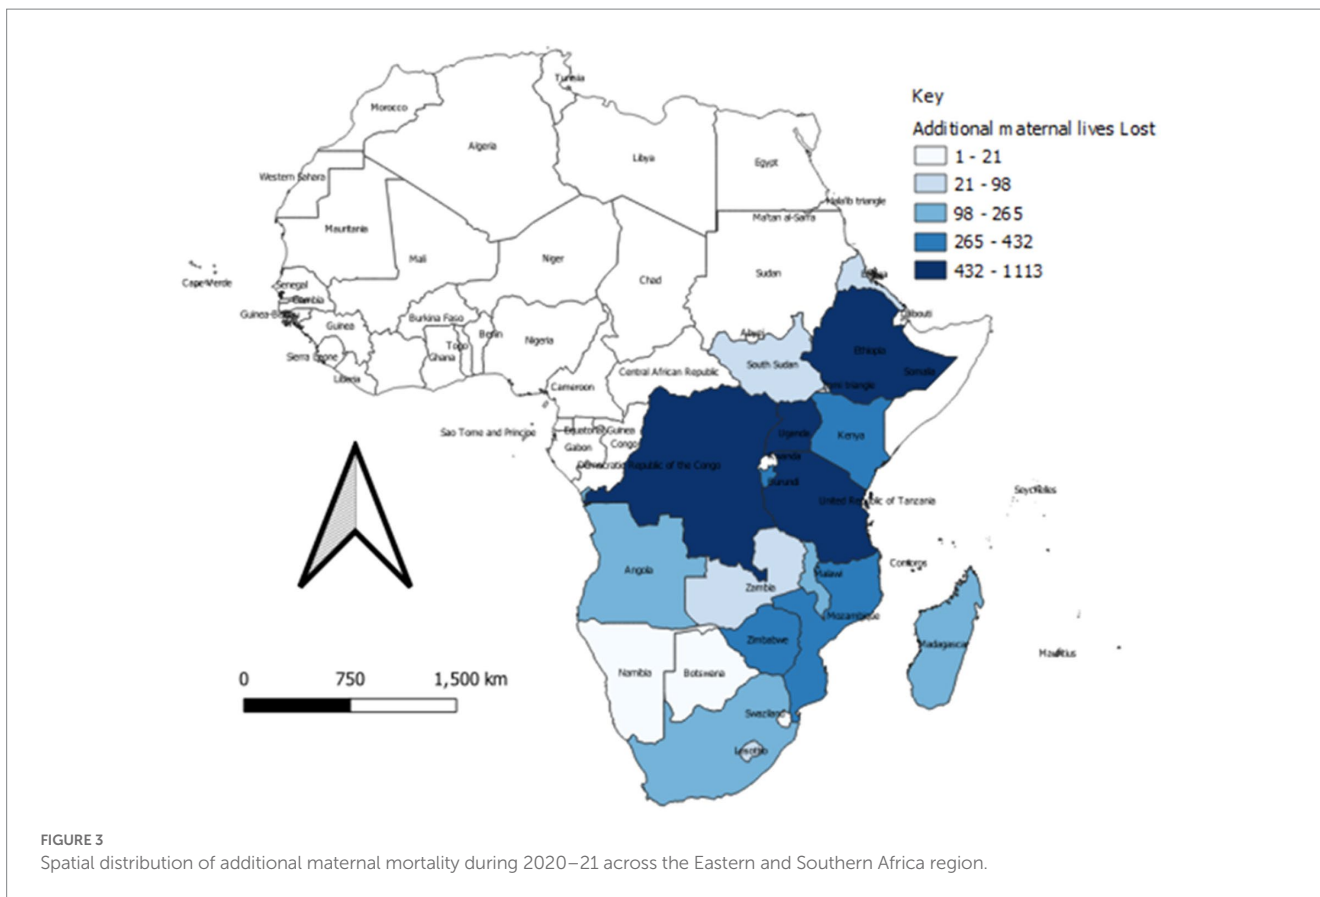 Tunisia
Morocco
Algeria
Libya
Egypt
Western Sahara
Hala'ib triangle
Ma'tan al-Sarra
Mauritania
Mali
Niger
Chad
Sudan
Cape Verde
Senegal
Gambia
Guinea
Burkina Faso
Benin
Nigeria
Togo
Ghana
Sierra Leone
Liberia
Djibouti
South Sudan
Ethiopia
Somalia
Central African Republic
Cameroon
Sao Tome and Principe
Equatorial Guinea
Gabon
Congo
Uganda
Kenya
Rwanda
Democratic Republic of the Congo
Burundi
United Republic of Tanzania
Seychelles
Comoros
Angola
Malawi
Zambia
Mozambique
Zimbabwe
Madagascar
Mauritius
Namibia
Botswana
Swaziland
Lesotho
Key
Additional maternal lives Lost
1 - 21
21 - 98
98 - 265
265 - 432
432 - 1113
0 750 1,500 km
FIGURE 3
Spatial distribution of additional maternal mortality during 2020–21 across the Eastern and Southern Africa region.